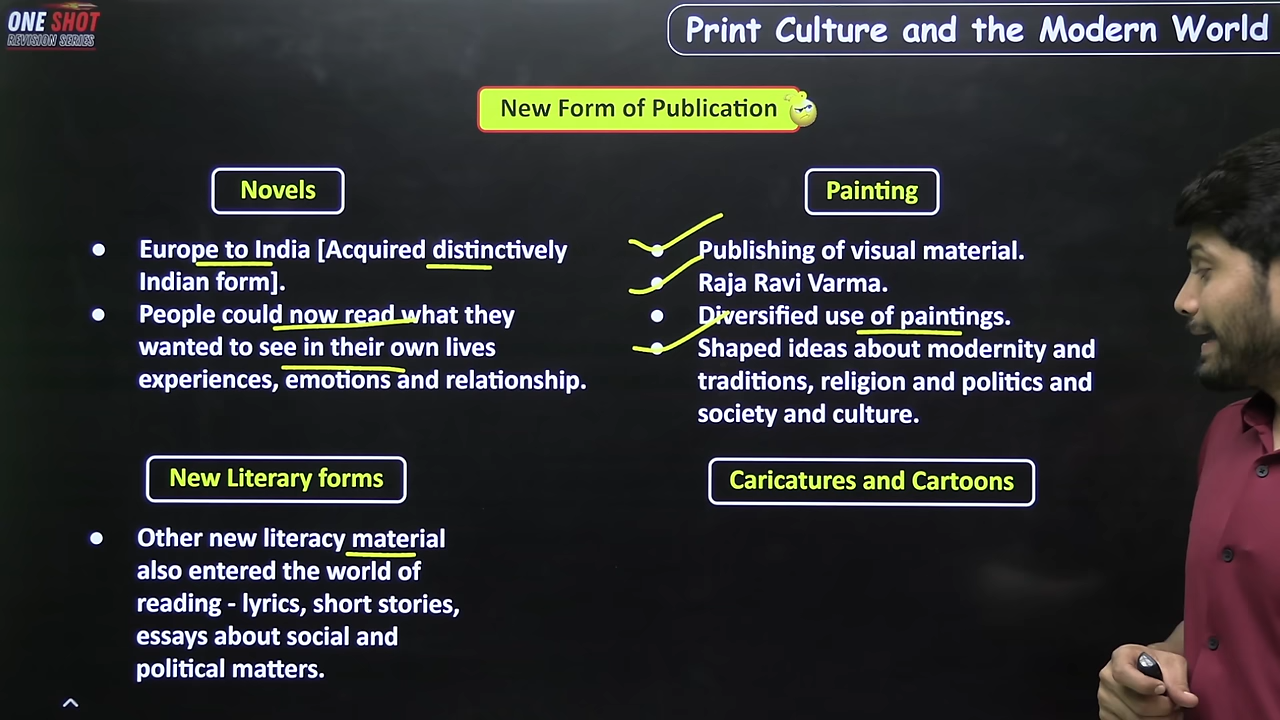 ONE SHOT
REVISION SERIES
Print Culture and the Modern World
New Form of Publication
Novels
• Europe to India [Acquired distinctively
Indian form].
• People could now read what they
wanted to see in their own lives
experiences, emotions and relationship.
Painting
• Publishing of visual material.
• Raja Ravi Varma.
• Diversified use of paintings.
• Shaped ideas about modernity and
traditions, religion and politics and
society and culture.
New Literary forms
• Other new literacy material
also entered the world of
reading - lyrics, short stories,
essays about social and
political matters.
Caricatures and Cartoons